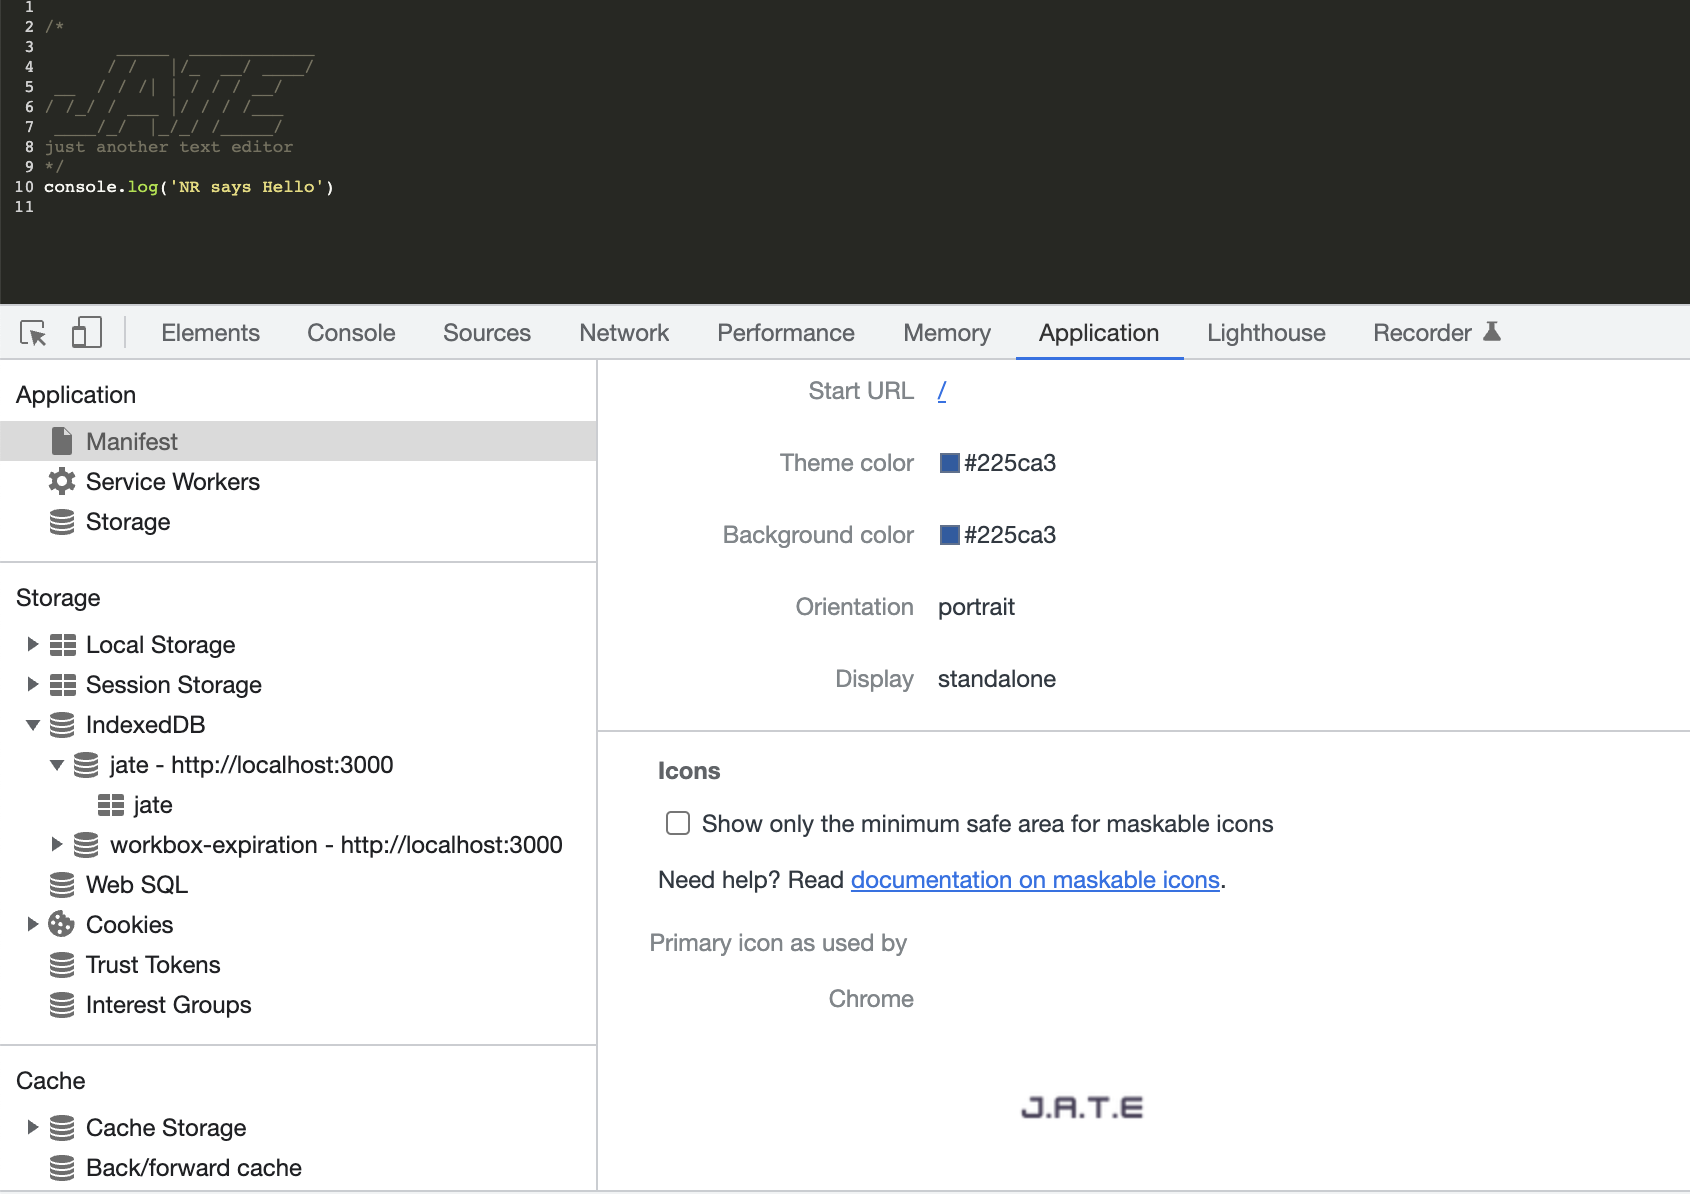 1
2 /*
3       _____  ____________
4       / /    |/_  __/ ____/
5 __  / / /| | / / / __/
6 / /_/ / ___ |/ / / /___
7 ____/_/  |_/_/ /_____/
8 just another text editor
9 */
10 console.log('NR says Hello')
11
Elements Console Sources Network Performance Memory Application Lighthouse Recorder
Application
Manifest
Service Workers
Storage
Storage
Local Storage
Session Storage
IndexedDB
jate - http://localhost:3000
jate
workbox-expiration - http://localhost:3000
Web SQL
Cookies
Trust Tokens
Interest Groups
Cache
Cache Storage
Back/forward cache
Start URL /
Theme color #225ca3
Background color #225ca3
Orientation portrait
Display standalone
Icons
Show only the minimum safe area for maskable icons
Need help? Read documentation on maskable icons.
Primary icon as used by
Chrome
J.A.T.E